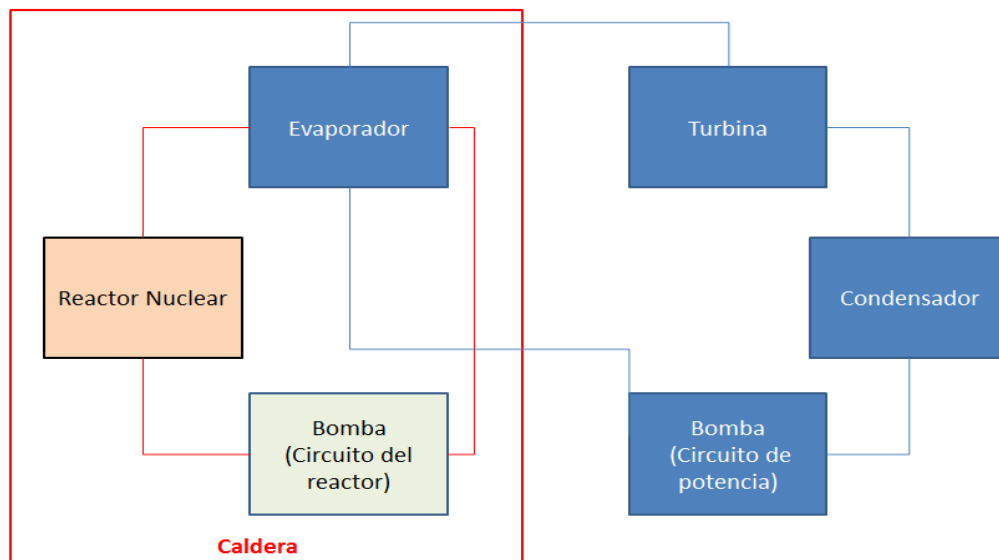 Evaporador
Turbina
Reactor Nuclear
Condensador
Bomba
(Circuito del
reactor)
Bomba
(Circuito de
potencia)
Caldera